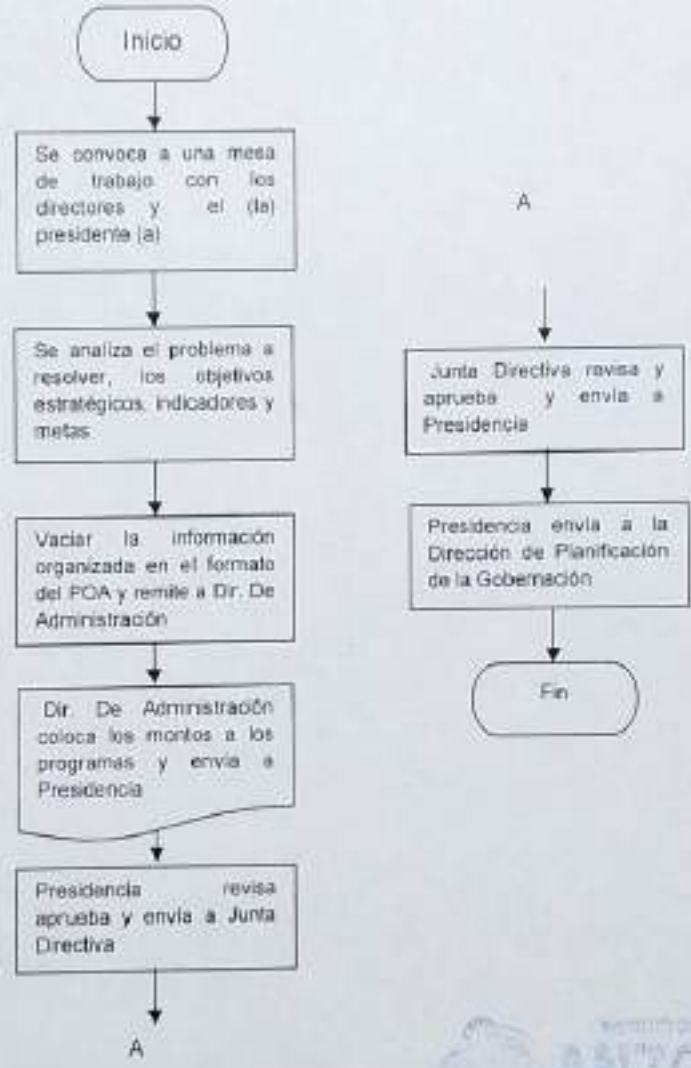 Inicio
Se convoca a una mesa
de trabajo con los
directores y el (la)
presidente (a)
Se analiza el problema a
resolver, los objetivos
estratégicos, indicadores y
metas
Vaciar la información
organizada en el formato
del POA y remite a Dir. De
Administración
Dir. De Administración
coloca los montos a los
programas y envia a
Presidencia
Presidencia revisa
aprueba y envía a Junta
Directiva
A
A
Junta Directiva revisa y
aprueba y envía a
Presidencia
Presidencia envía a la
Dirección de Planificación
de la Gobernación
Fin